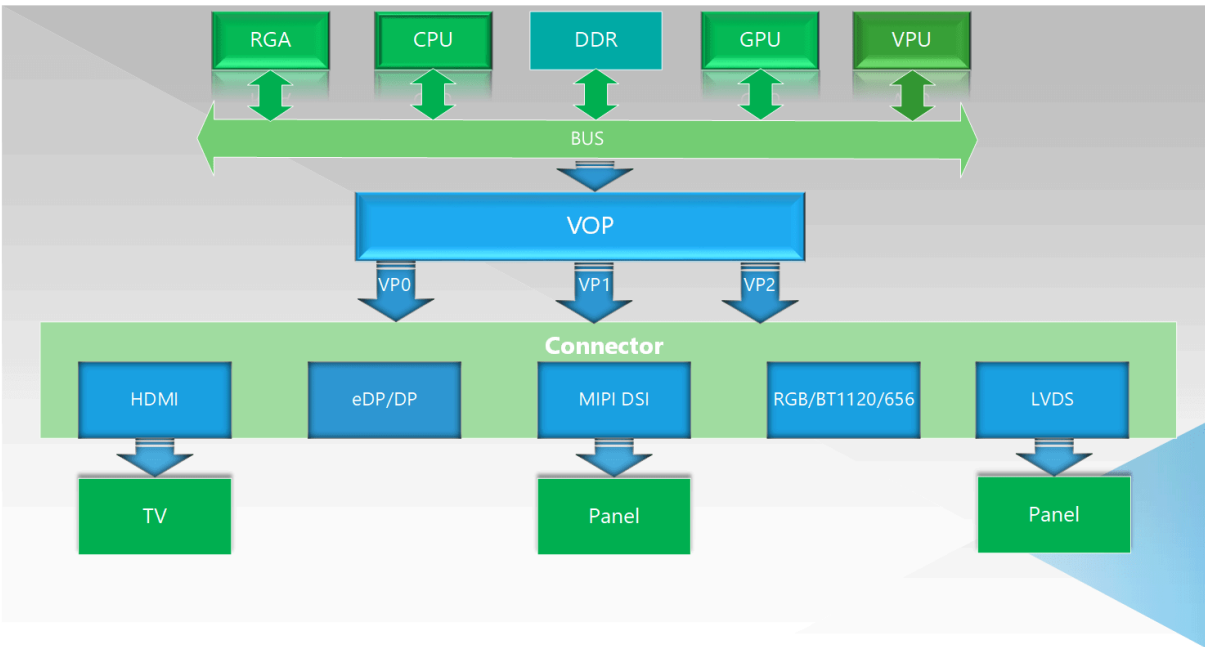 RGA
CPU
DDR
GPU
VPU
BUS
VOP
VP0
VP1
VP2
Connector
HDMI
eDP/DP
MIPI DSI
RGB/BT1120/656
LVDS
TV
Panel
Panel